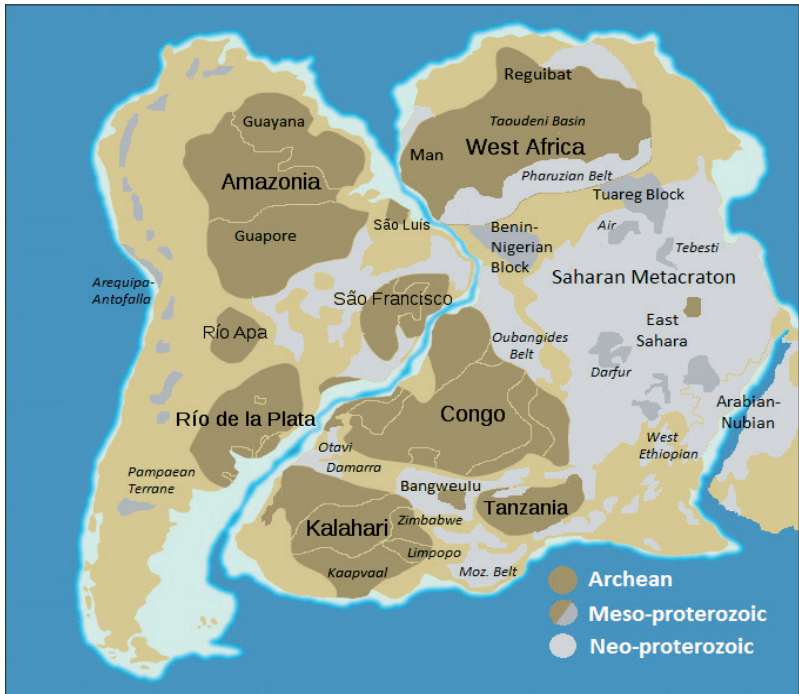 Reguibat
Guayana
Taoudeni Basin
Man
West Africa
Amazonia
Pharuzian Belt
Tuareg Block
São Luís
Guapore
Benin-
Nigerian
Block
Air
Tebesti
Arequipa-
Antofalla
Saharan Metacraton
São Francisco
Río Apa
East
Sahara
Oubangides
Belt
Darfur
Arabian-
Nubian
Río de la Plata
Congo
Otavi
Damarra
West
Ethiopian
Pampaean
Terrane
Bangweulu
Tanzania
Kalahari
Zimbabwe
Limpopo
Kaapvaal
Moz. Belt
Archean
Meso-proterozoic
Neo-proterozoic